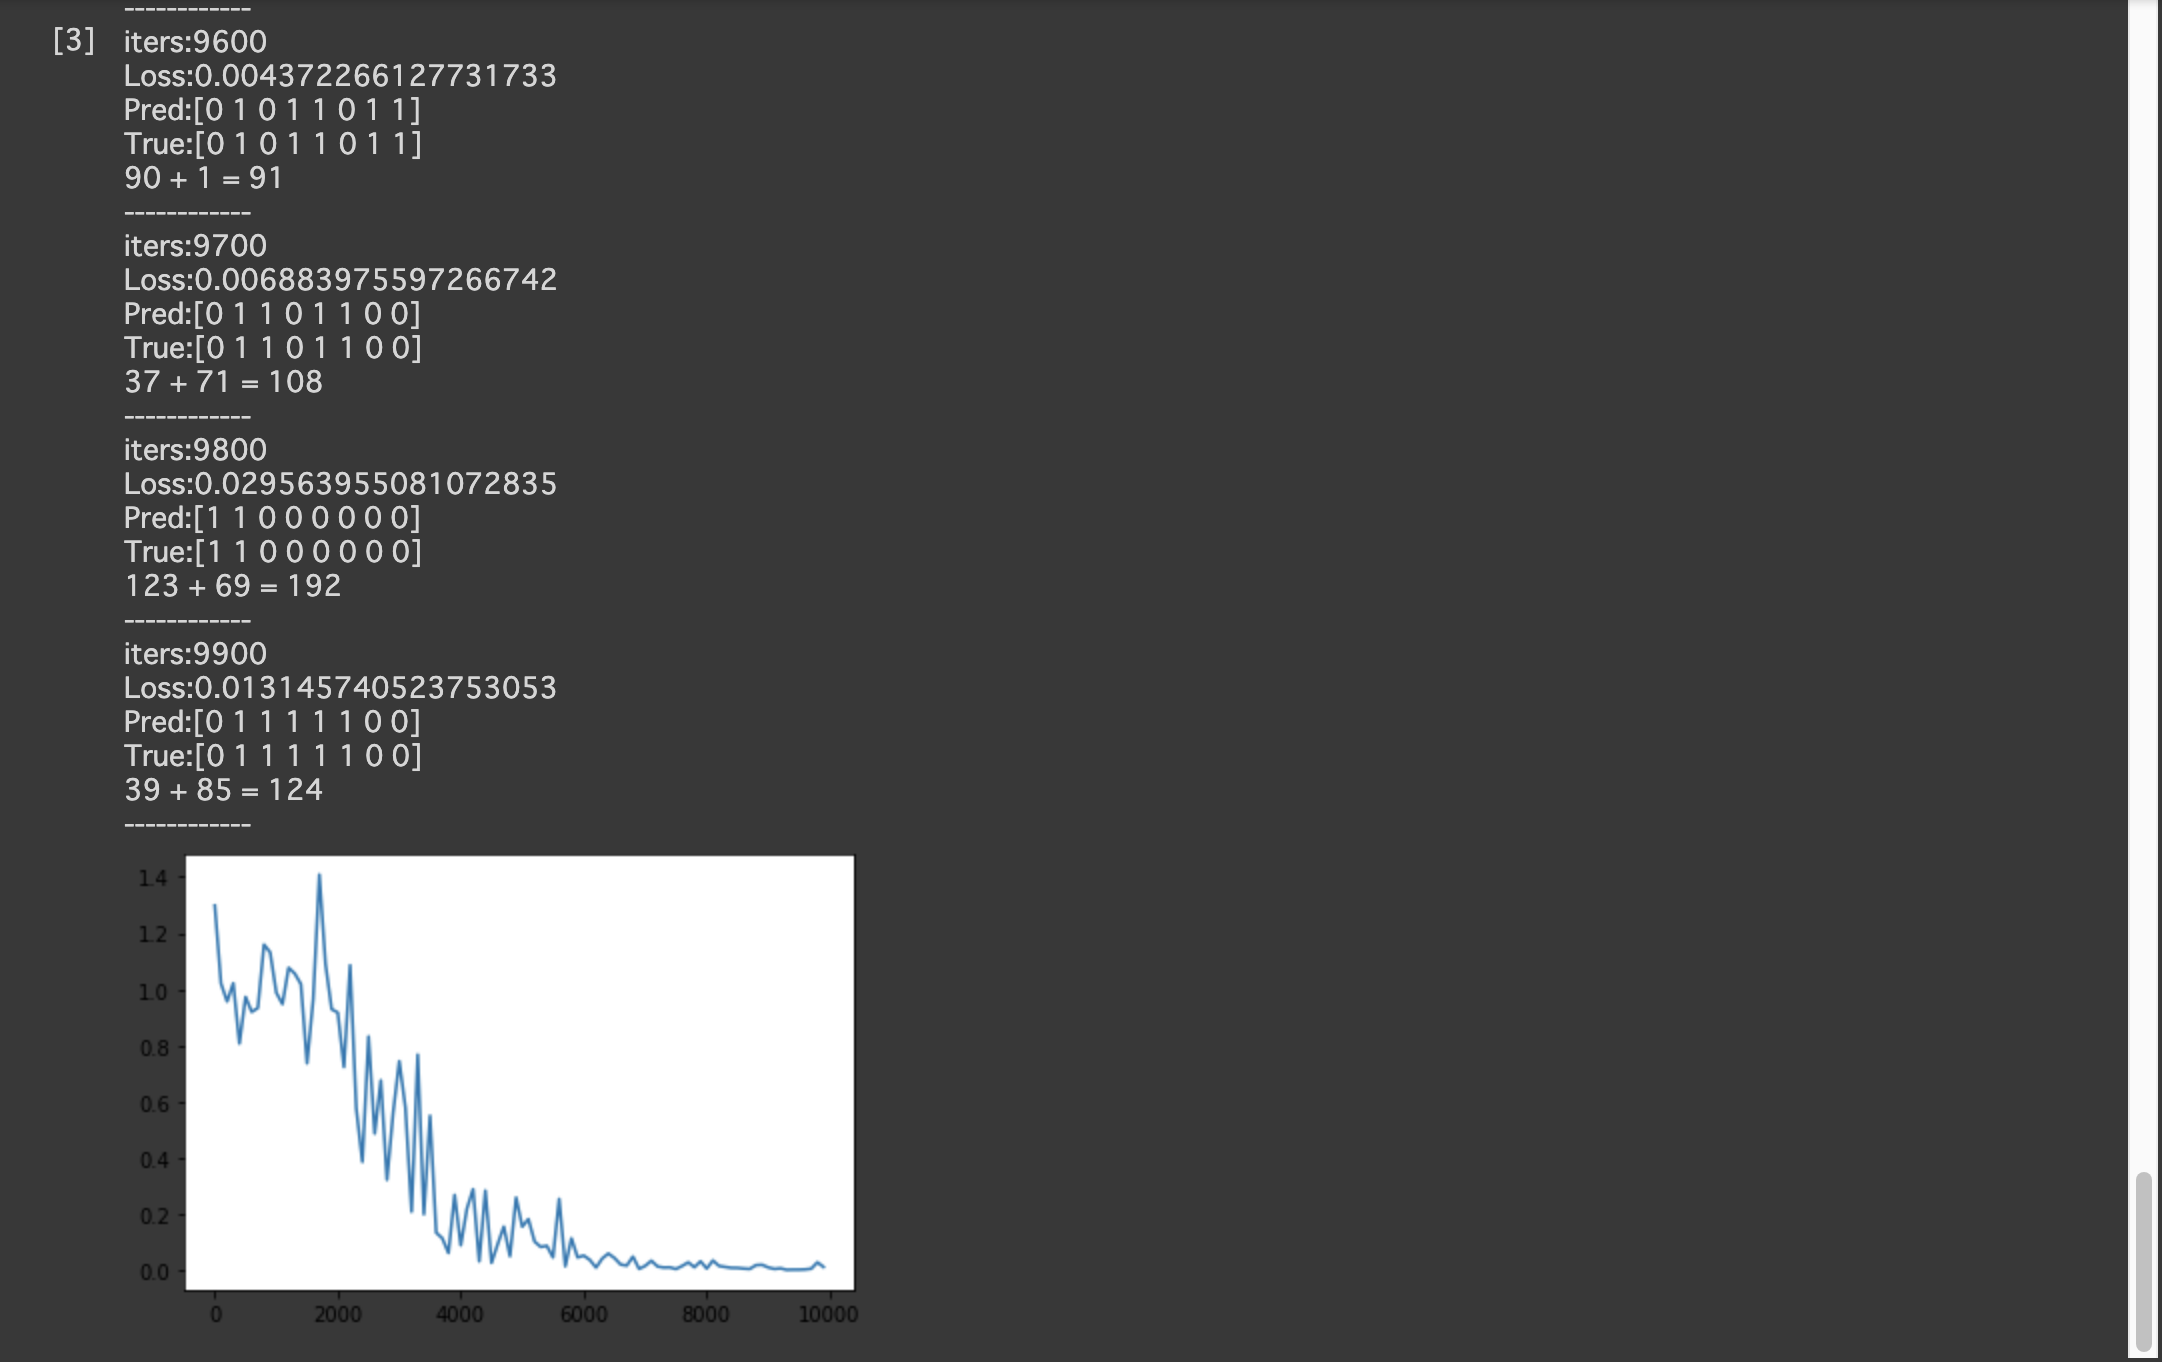 ------------
[3] iters:9600
Loss:0.004372266127731733
Pred:[0 1 0 1 1 0 1 1]
True:[0 1 0 1 1 0 1 1]
90 + 1 = 91
------------
iters:9700
Loss:0.006883975597266742
Pred:[0 1 1 0 1 1 0 0]
True:[0 1 1 0 1 1 0 0]
37 + 71 = 108
------------
iters:9800
Loss:0.029563955081072835
Pred:[1 1 0 0 0 0 0 0]
True:[1 1 0 0 0 0 0 0]
123 + 69 = 192
------------
iters:9900
Loss:0.013145740523753053
Pred:[0 1 1 1 1 1 0 0]
True:[0 1 1 1 1 1 0 0]
39 + 85 = 124
------------
1.4
1.2
1.0
0.8
0.6
0.4
0.2
0.0
0 2000 4000 6000 8000 10000